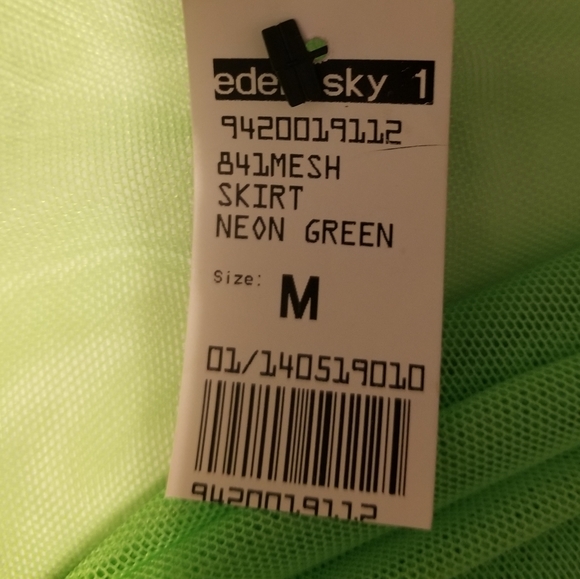 sky 1
9420019112
841MESH
SKIRT
NEON GREEN
Size: M
01/140519010
9420019112